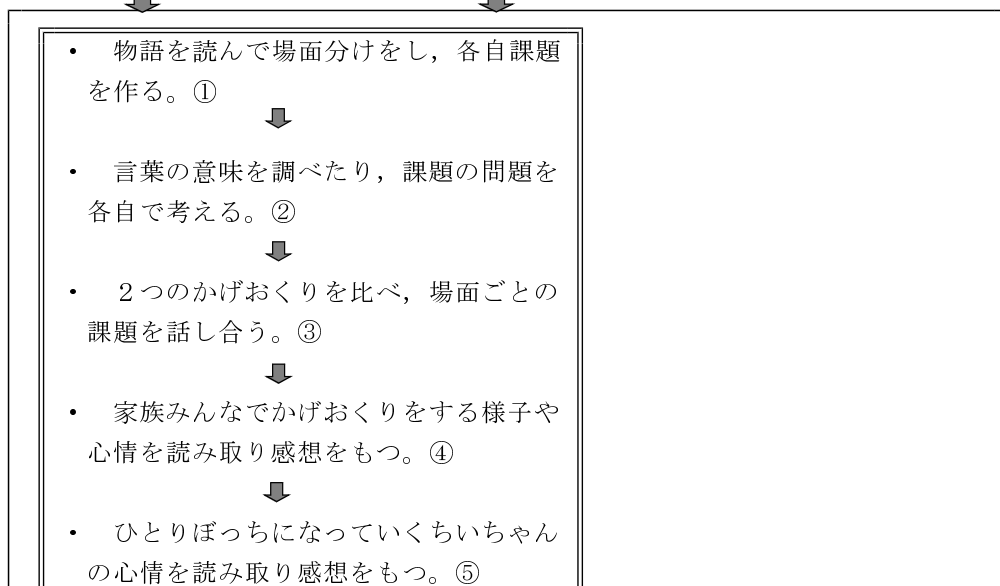 ・　物語を読んで場面分けをし，各自課題
を作る。①
・　言葉の意味を調べたり，課題の問題を
各自で考える。②
・　２つのかげおくりを比べ，場面ごとの
課題を話し合う。③
・　家族みんなでかげおくりをする様子や
心情を読み取り感想をもつ。④
・　ひとりぼっちになっていくちいちゃん
の心情を読み取り感想をもつ。⑤